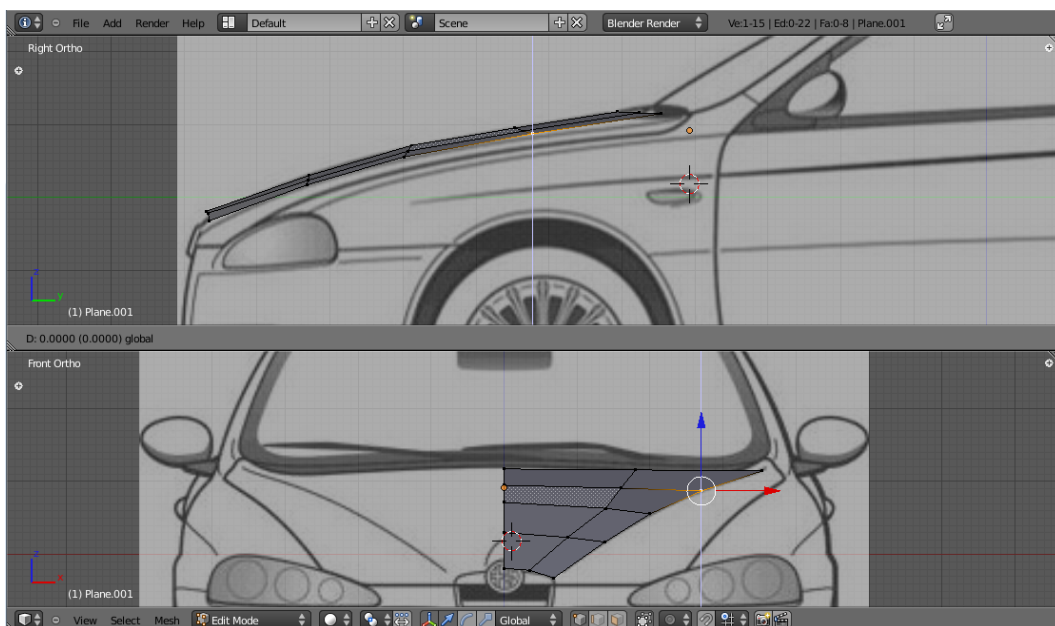 File Add Render Help Default Scene Blender Render Ve:1-15 | Ed:0-22 | Fa:0-8 | Plane.001
Right Ortho
z
y
(1) Plane.001
D: 0.0000 (0.0000) global
Front Ortho
z
x
(1) Plane.001
View Select Mesh Edit Mode Global